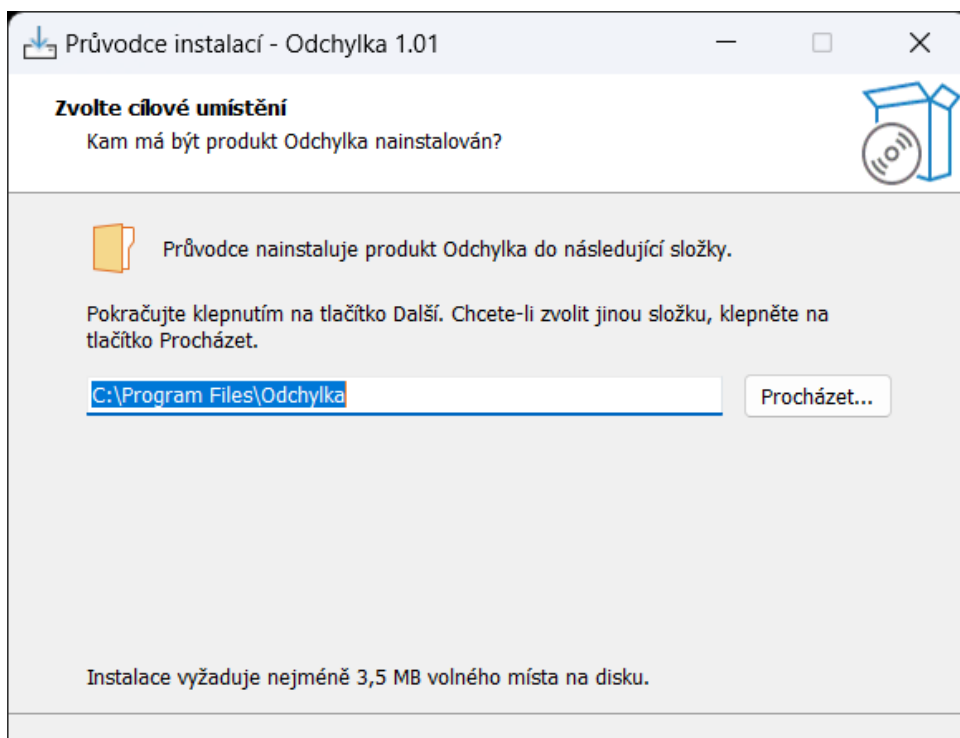 Průvodce instalací - Odchylka 1.01
Zvolte cílové umístění
Kam má být produkt Odchylka nainstalován?
Průvodce nainstaluje produkt Odchylka do následující složky.
Pokračujte klepnutím na tlačítko Další. Chcete-li zvolit jinou složku, klepněte na
tlačítko Procházet.
C:\Program Files\Odchylka
Procházet...
Instalace vyžaduje nejméně 3,5 MB volného místa na disku.